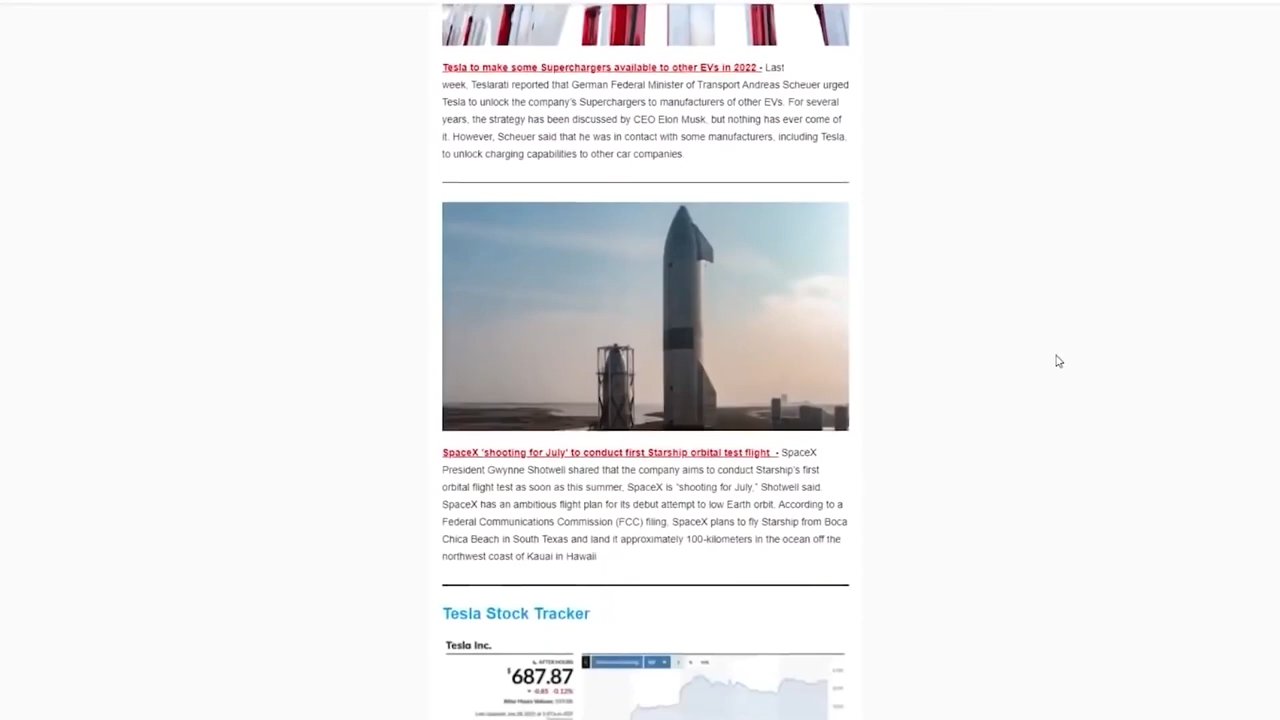 Tesla to make some Superchargers available to other EVs in 2022 - Last
week, Teslarati reported that German Federal Minister of Transport Andreas Scheuer urged
Tesla to unlock the company's Superchargers to manufacturers of other EVs. For several
years, the strategy has been discussed by CEO Elon Musk, but nothing has ever come of
it. However, Scheuer said that he was in contact with some manufacturers, including Tesla,
to unlock charging capabilities to other car companies.
SpaceX 'shooting for July' to conduct first Starship orbital test flight - SpaceX
President Gwynne Shotwell shared that the company aims to conduct Starship's first
orbital flight test as soon as this summer, SpaceX is "shooting for July," Shotwell said.
SpaceX has an ambitious flight plan for its debut attempt to low Earth orbit. According to a
Federal Communications Commission (FCC) filing, SpaceX plans to fly Starship from Boca
Chica Beach in South Texas and land it approximately 100-kilometers in the ocean off the
northwest coast of Kauai in Hawaii
Tesla Stock Tracker
Tesla Inc.
AFTER HOURS
$687.87
-0.85 -0.12%
After Hours Volume: